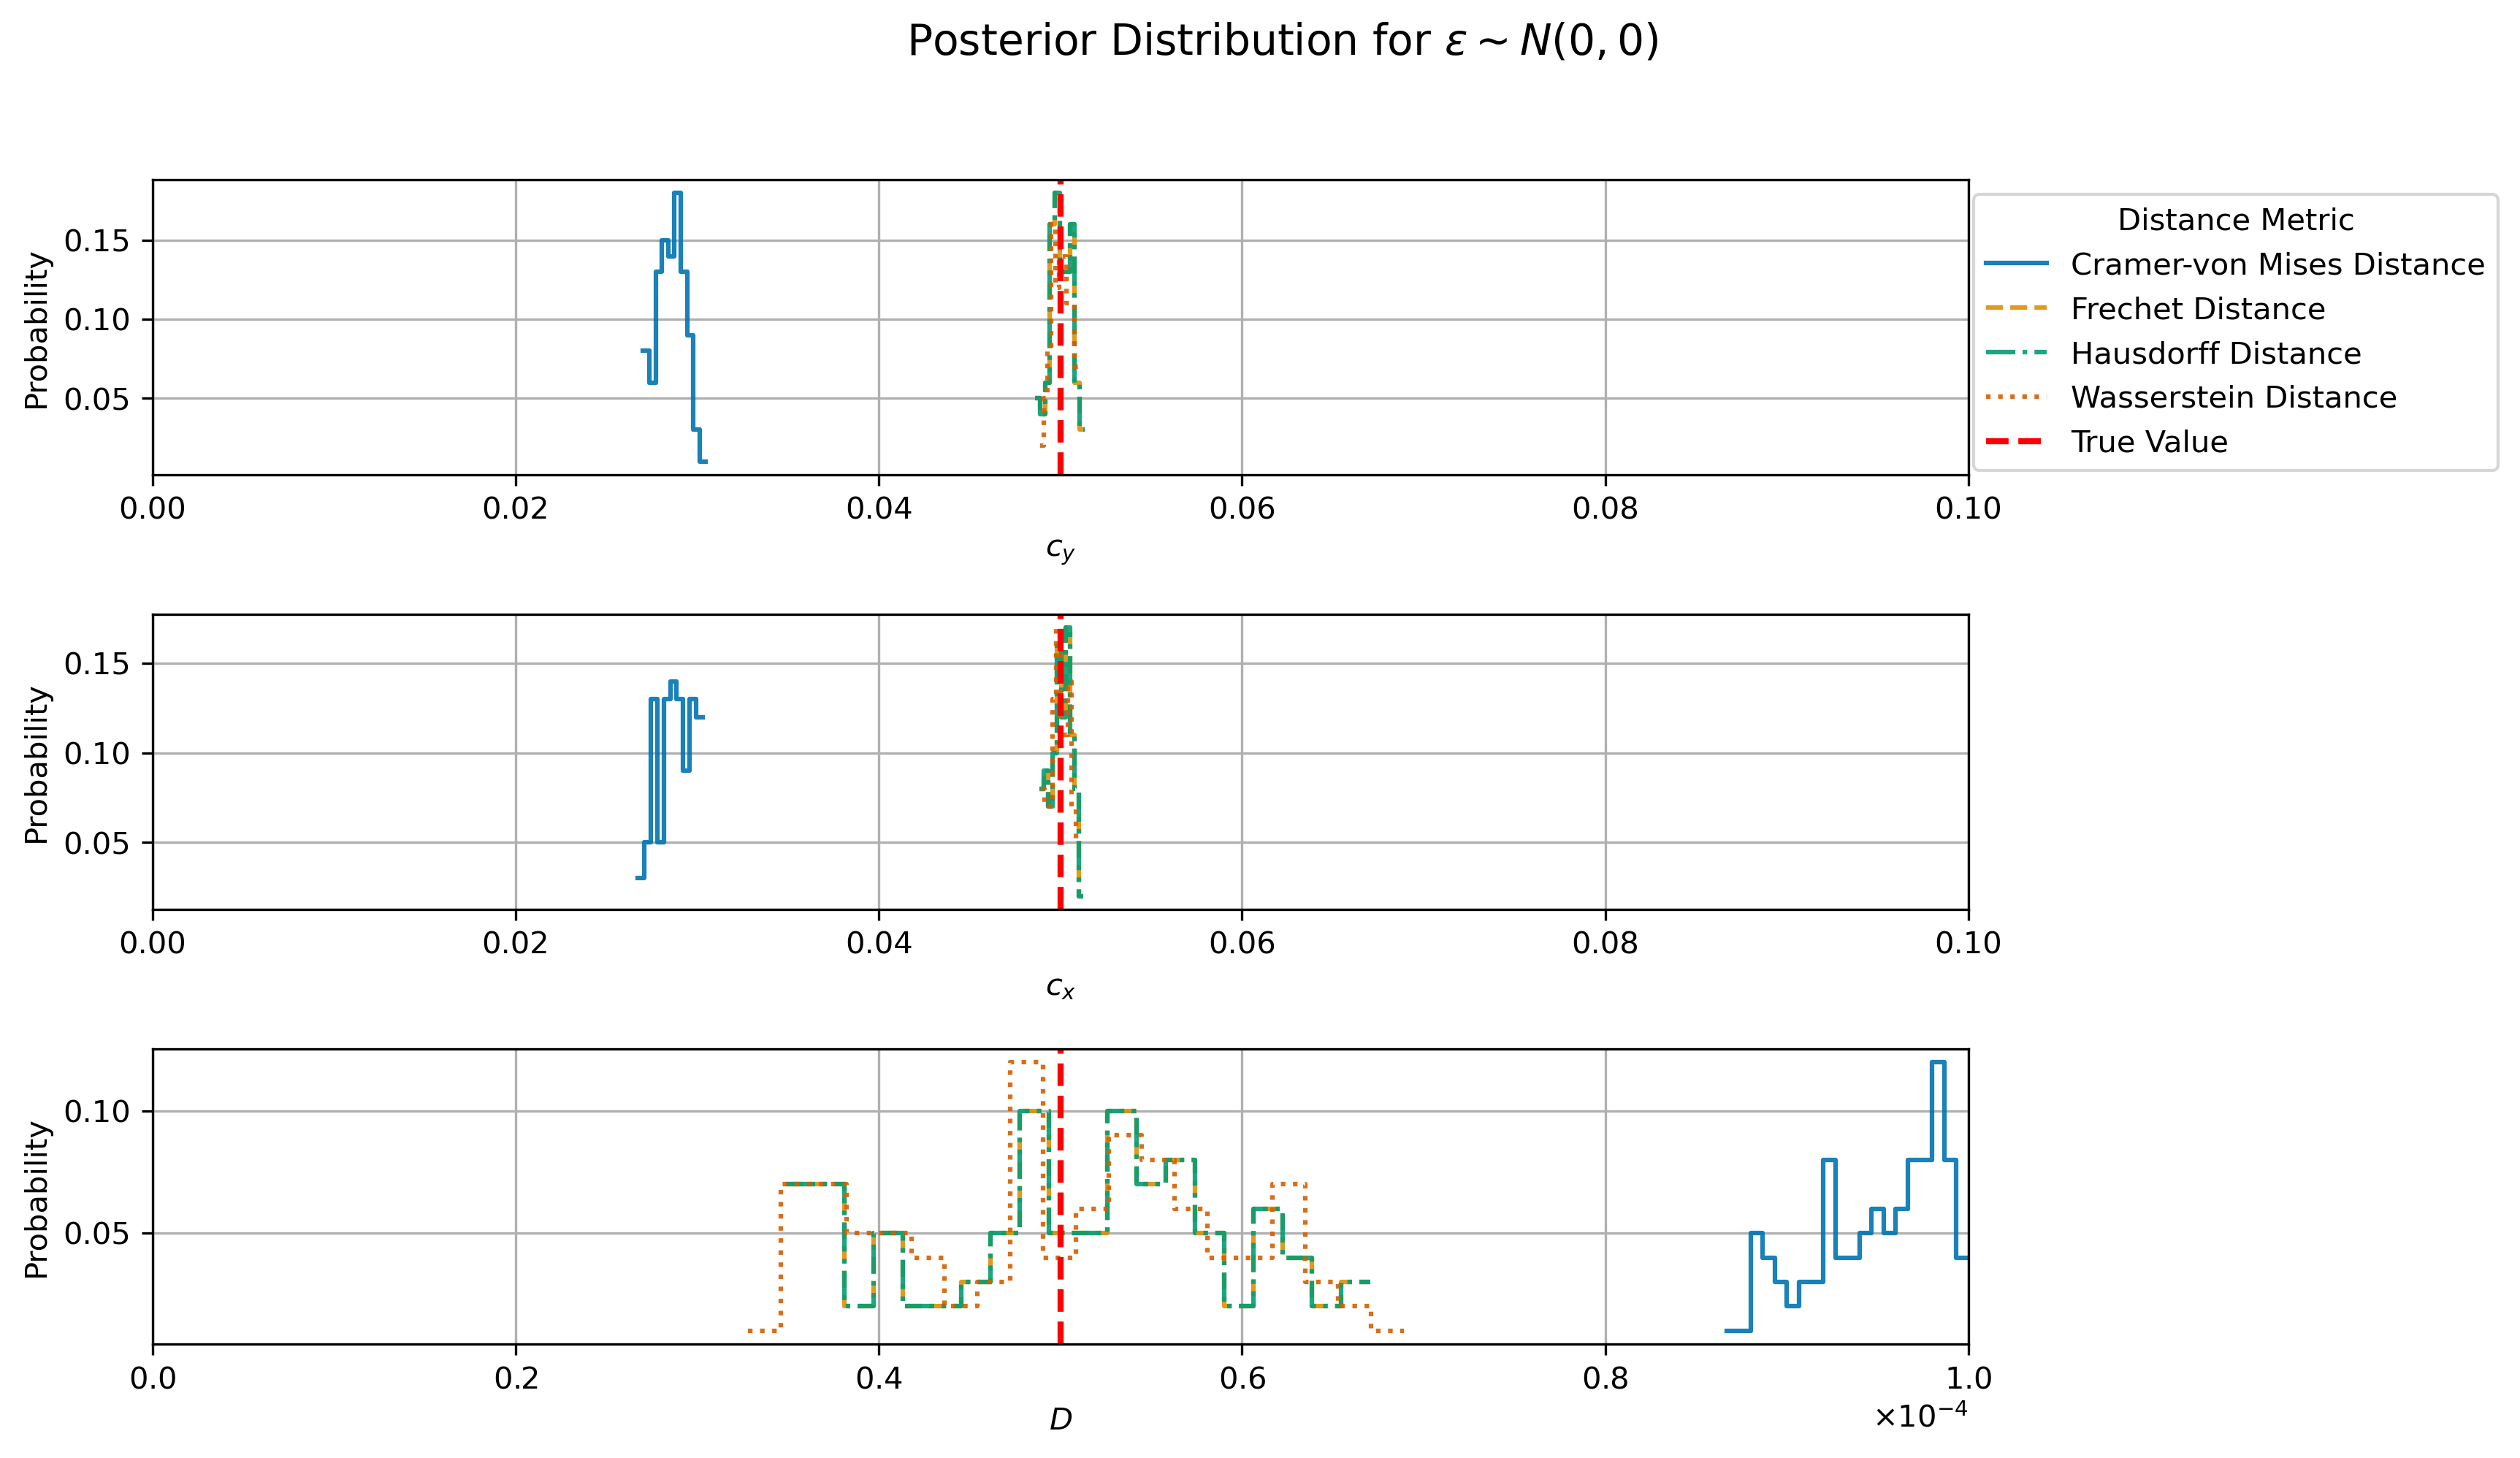 Posterior Distribution for ε ∼ N(0, 0)
Probability
0.15
0.10
0.05
0.00 0.02 0.04 0.06 0.08 0.10
c_y
Distance Metric
Cramer-von Mises Distance
Frechet Distance
Hausdorff Distance
Wasserstein Distance
True Value
Probability
0.15
0.10
0.05
0.00 0.02 0.04 0.06 0.08 0.10
c_x
Probability
0.10
0.05
0.0 0.2 0.4 0.6 0.8 1.0
D
×10⁻⁴